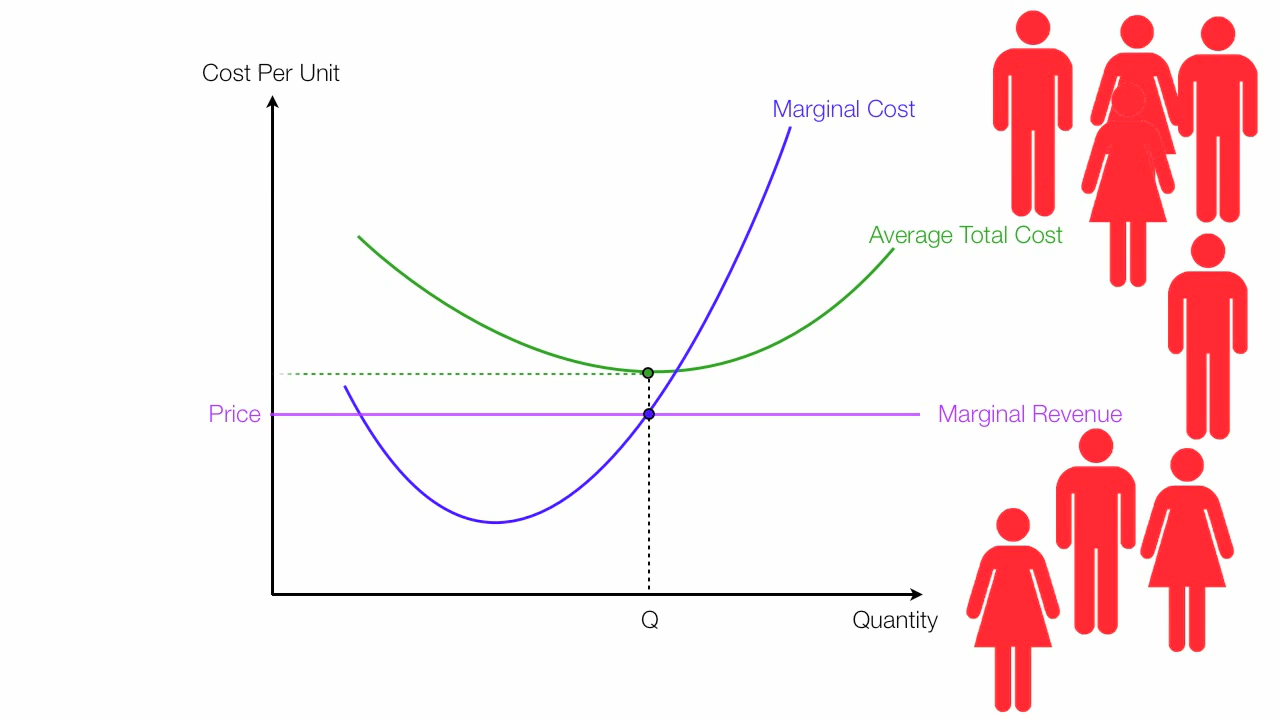 Cost Per Unit
Marginal Cost
Average Total Cost
Price
Marginal Revenue
Q
Quantity